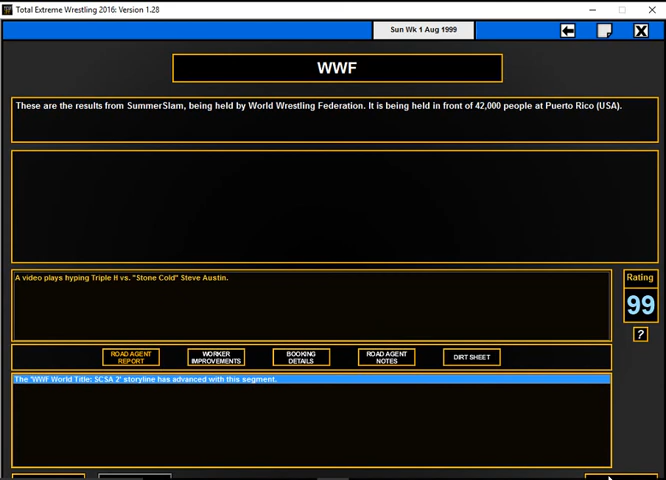 Total Extreme Wrestling 2016: Version 1.28
Sun Wk 1 Aug 1999
WWF
These are the results from SummerSlam, being held by World Wrestling Federation. It is being held in front of 42,000 people at Puerto Rico (USA).
A video plays hyping Triple H vs. "Stone Cold" Steve Austin.
Rating
99
?
ROAD AGENT
REPORT
WORKER
IMPROVEMENTS
BOOKING
DETAILS
ROAD AGENT
NOTES
DIRT SHEET
The 'WWF World Title: SCSA 2' storyline has advanced with this segment.